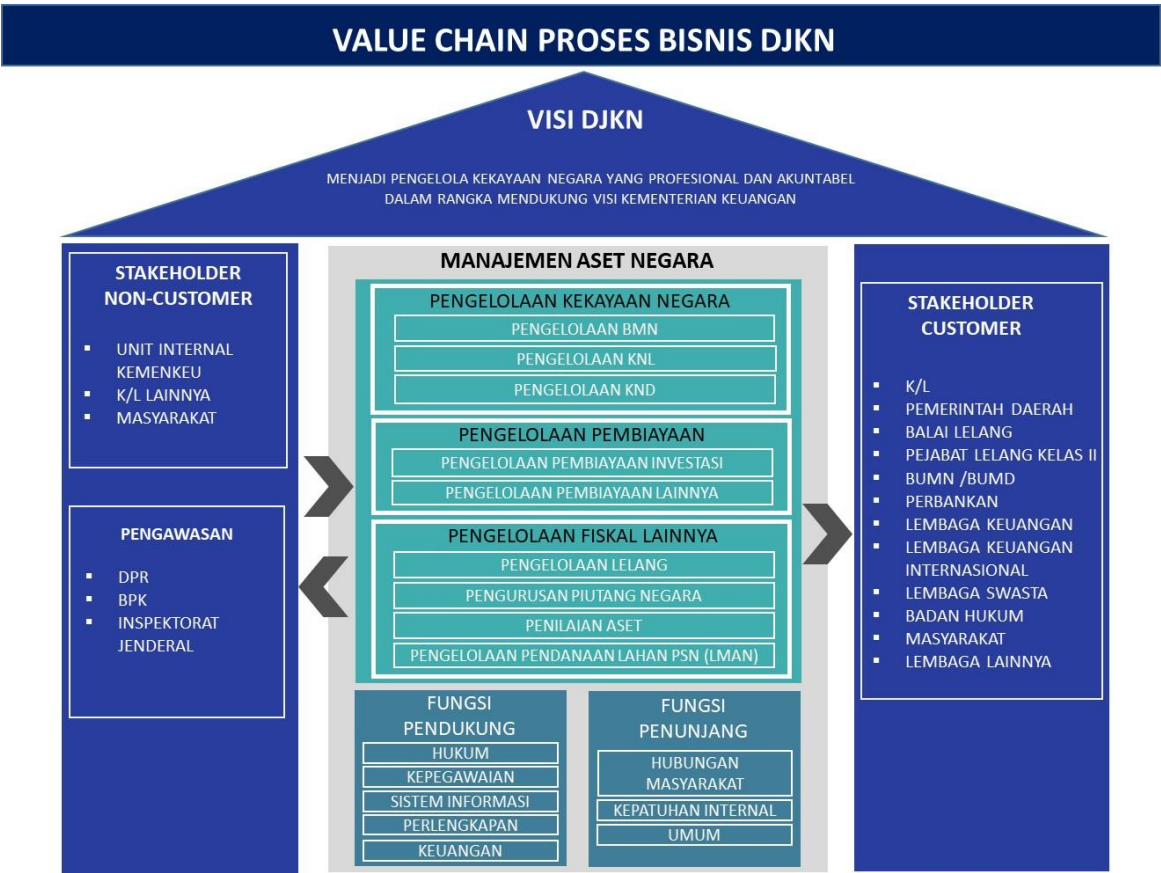 VALUE CHAIN PROSES BISNIS DJKN
VISI DJKN
MENJADI PENGELOLA KEKAYAAN NEGARA YANG PROFESIONAL DAN AKUNTABEL
DALAM RANGKA MENDUKUNG VISI KEMENTERIAN KEUANGAN
STAKEHOLDER
NON-CUSTOMER
▪ UNIT INTERNAL
KEMENKEU
▪ K/L LAINNYA
▪ MASYARAKAT
PENGAWASAN
▪ DPR
▪ BPK
▪ INSPEKTORAT
JENDERAL
MANAJEMEN ASET NEGARA
PENGELOLAAN KEKAYAAN NEGARA
PENGELOLAAN BMN
PENGELOLAAN KNL
PENGELOLAAN KND
PENGELOLAAN PEMBIAYAAN
PENGELOLAAN PEMBIAYAAN INVESTASI
PENGELOLAAN PEMBIAYAAN LAINNYA
PENGELOLAAN FISKAL LAINNYA
PENGELOLAAN LELANG
PENGURUSAN PIUTANG NEGARA
PENILAIAN ASET
PENGELOLAAN PENDANAAN LAHAN PSN (LMAN)
FUNGSI
PENDUKUNG
HUKUM
KEPEGAWAIAN
SISTEM INFORMASI
PERLENGKAPAN
KEUANGAN
FUNGSI
PENUNJANG
HUBUNGAN
MASYARAKAT
KEPATUHAN INTERNAL
UMUM
STAKEHOLDER
CUSTOMER
▪ K/L
▪ PEMERINTAH DAERAH
▪ BALAI LELANG
▪ PEJABAT LELANG KELAS II
▪ BUMN /BUMD
▪ PERBANKAN
▪ LEMBAGA KEUANGAN
▪ LEMBAGA KEUANGAN
INTERNASIONAL
▪ LEMBAGA SWASTA
▪ BADAN HUKUM
▪ MASYARAKAT
▪ LEMBAGA LAINNYA